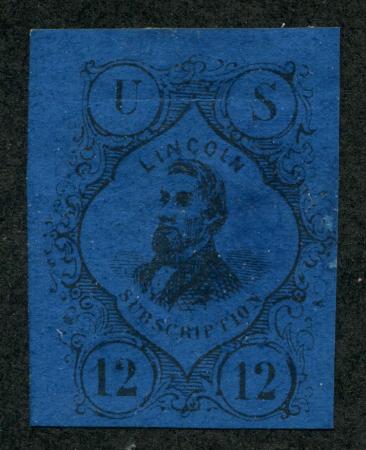 U S
LINCOLN
SUBSCRIPTION
12 12